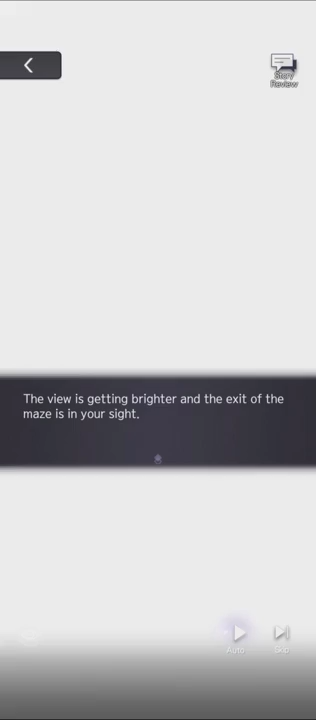 Story
Review
The view is getting brighter and the exit of the
maze is in your sight.
Auto
Skip